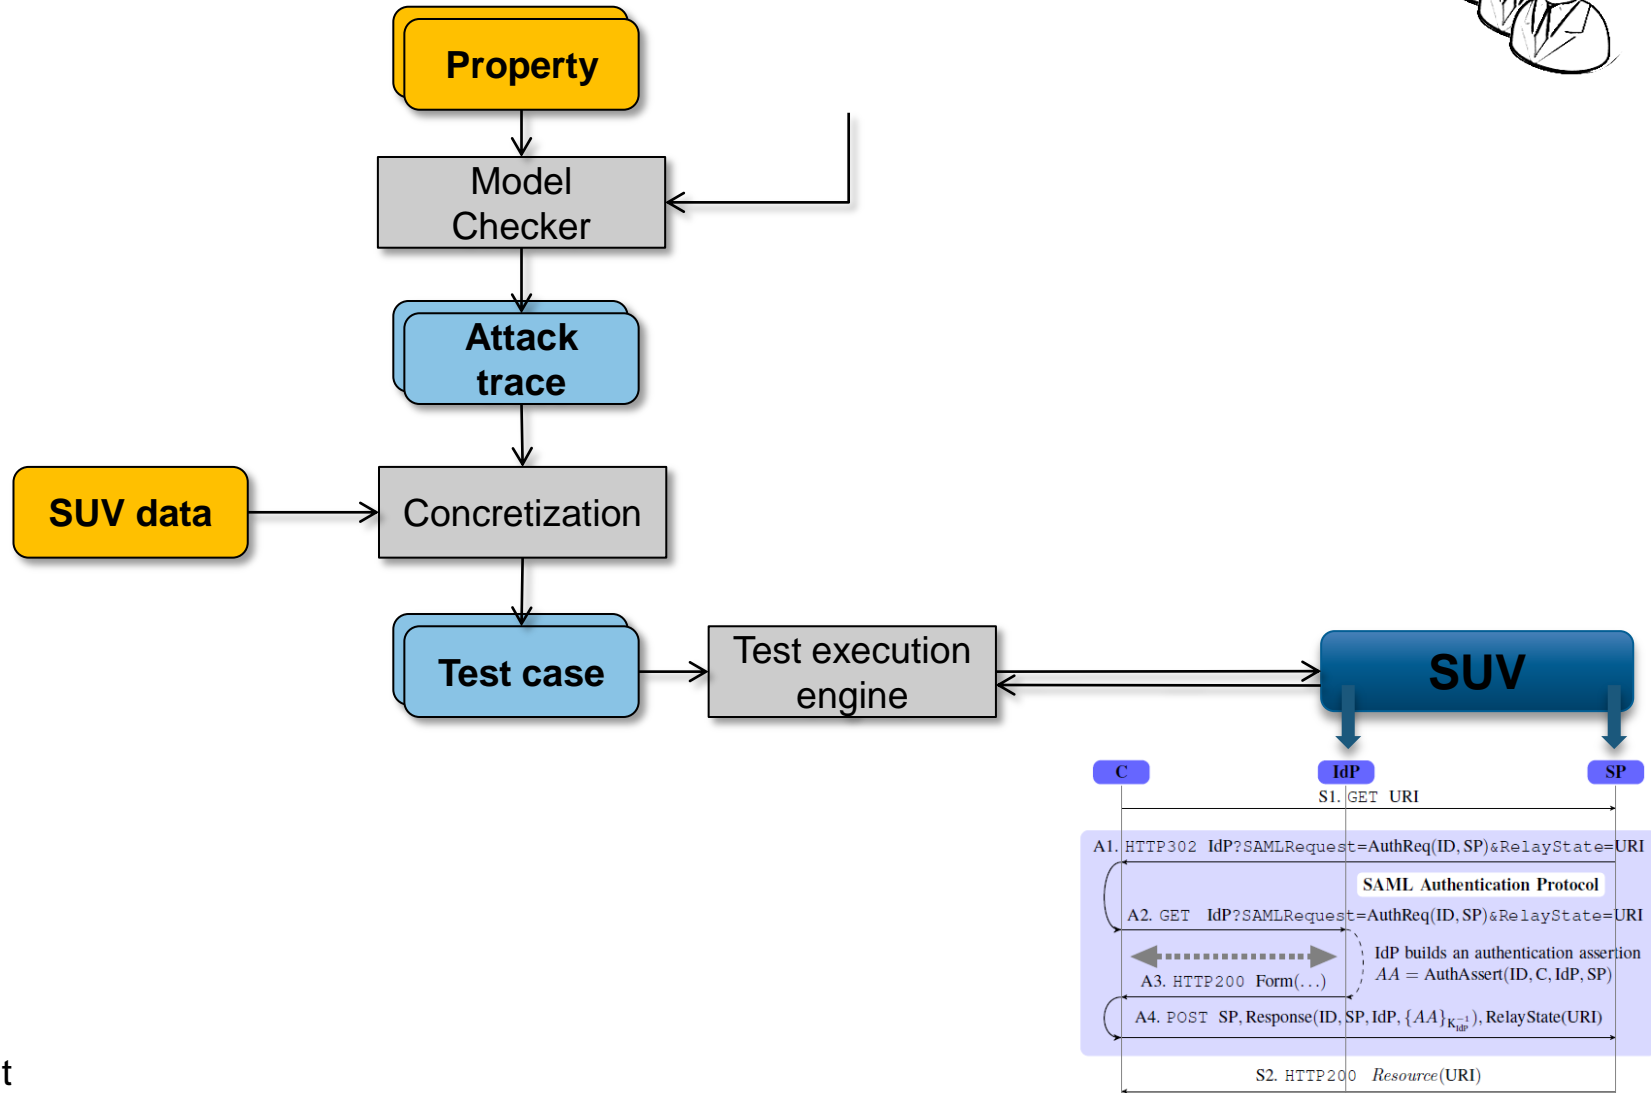 Property
Model
Checker
Attack
trace
SUV data
Concretization
Test case
Test execution
engine
SUV
C
IdP
SP
S1. GET URI
A1. HTTP302 IdP?SAMLRequest=AuthReq(ID, SP)&RelayState=URI
SAML Authentication Protocol
A2. GET IdP?SAMLRequest=AuthReq(ID, SP)&RelayState=URI
IdP builds an authentication assertion
AA = AuthAssert(ID, C, IdP, SP)
A3. HTTP200 Form(...)
A4. POST SP, Response(ID, SP, IdP, {AA}_{K_{IdP}^{-1}}), RelayState(URI)
S2. HTTP200 Resource(URI)
t